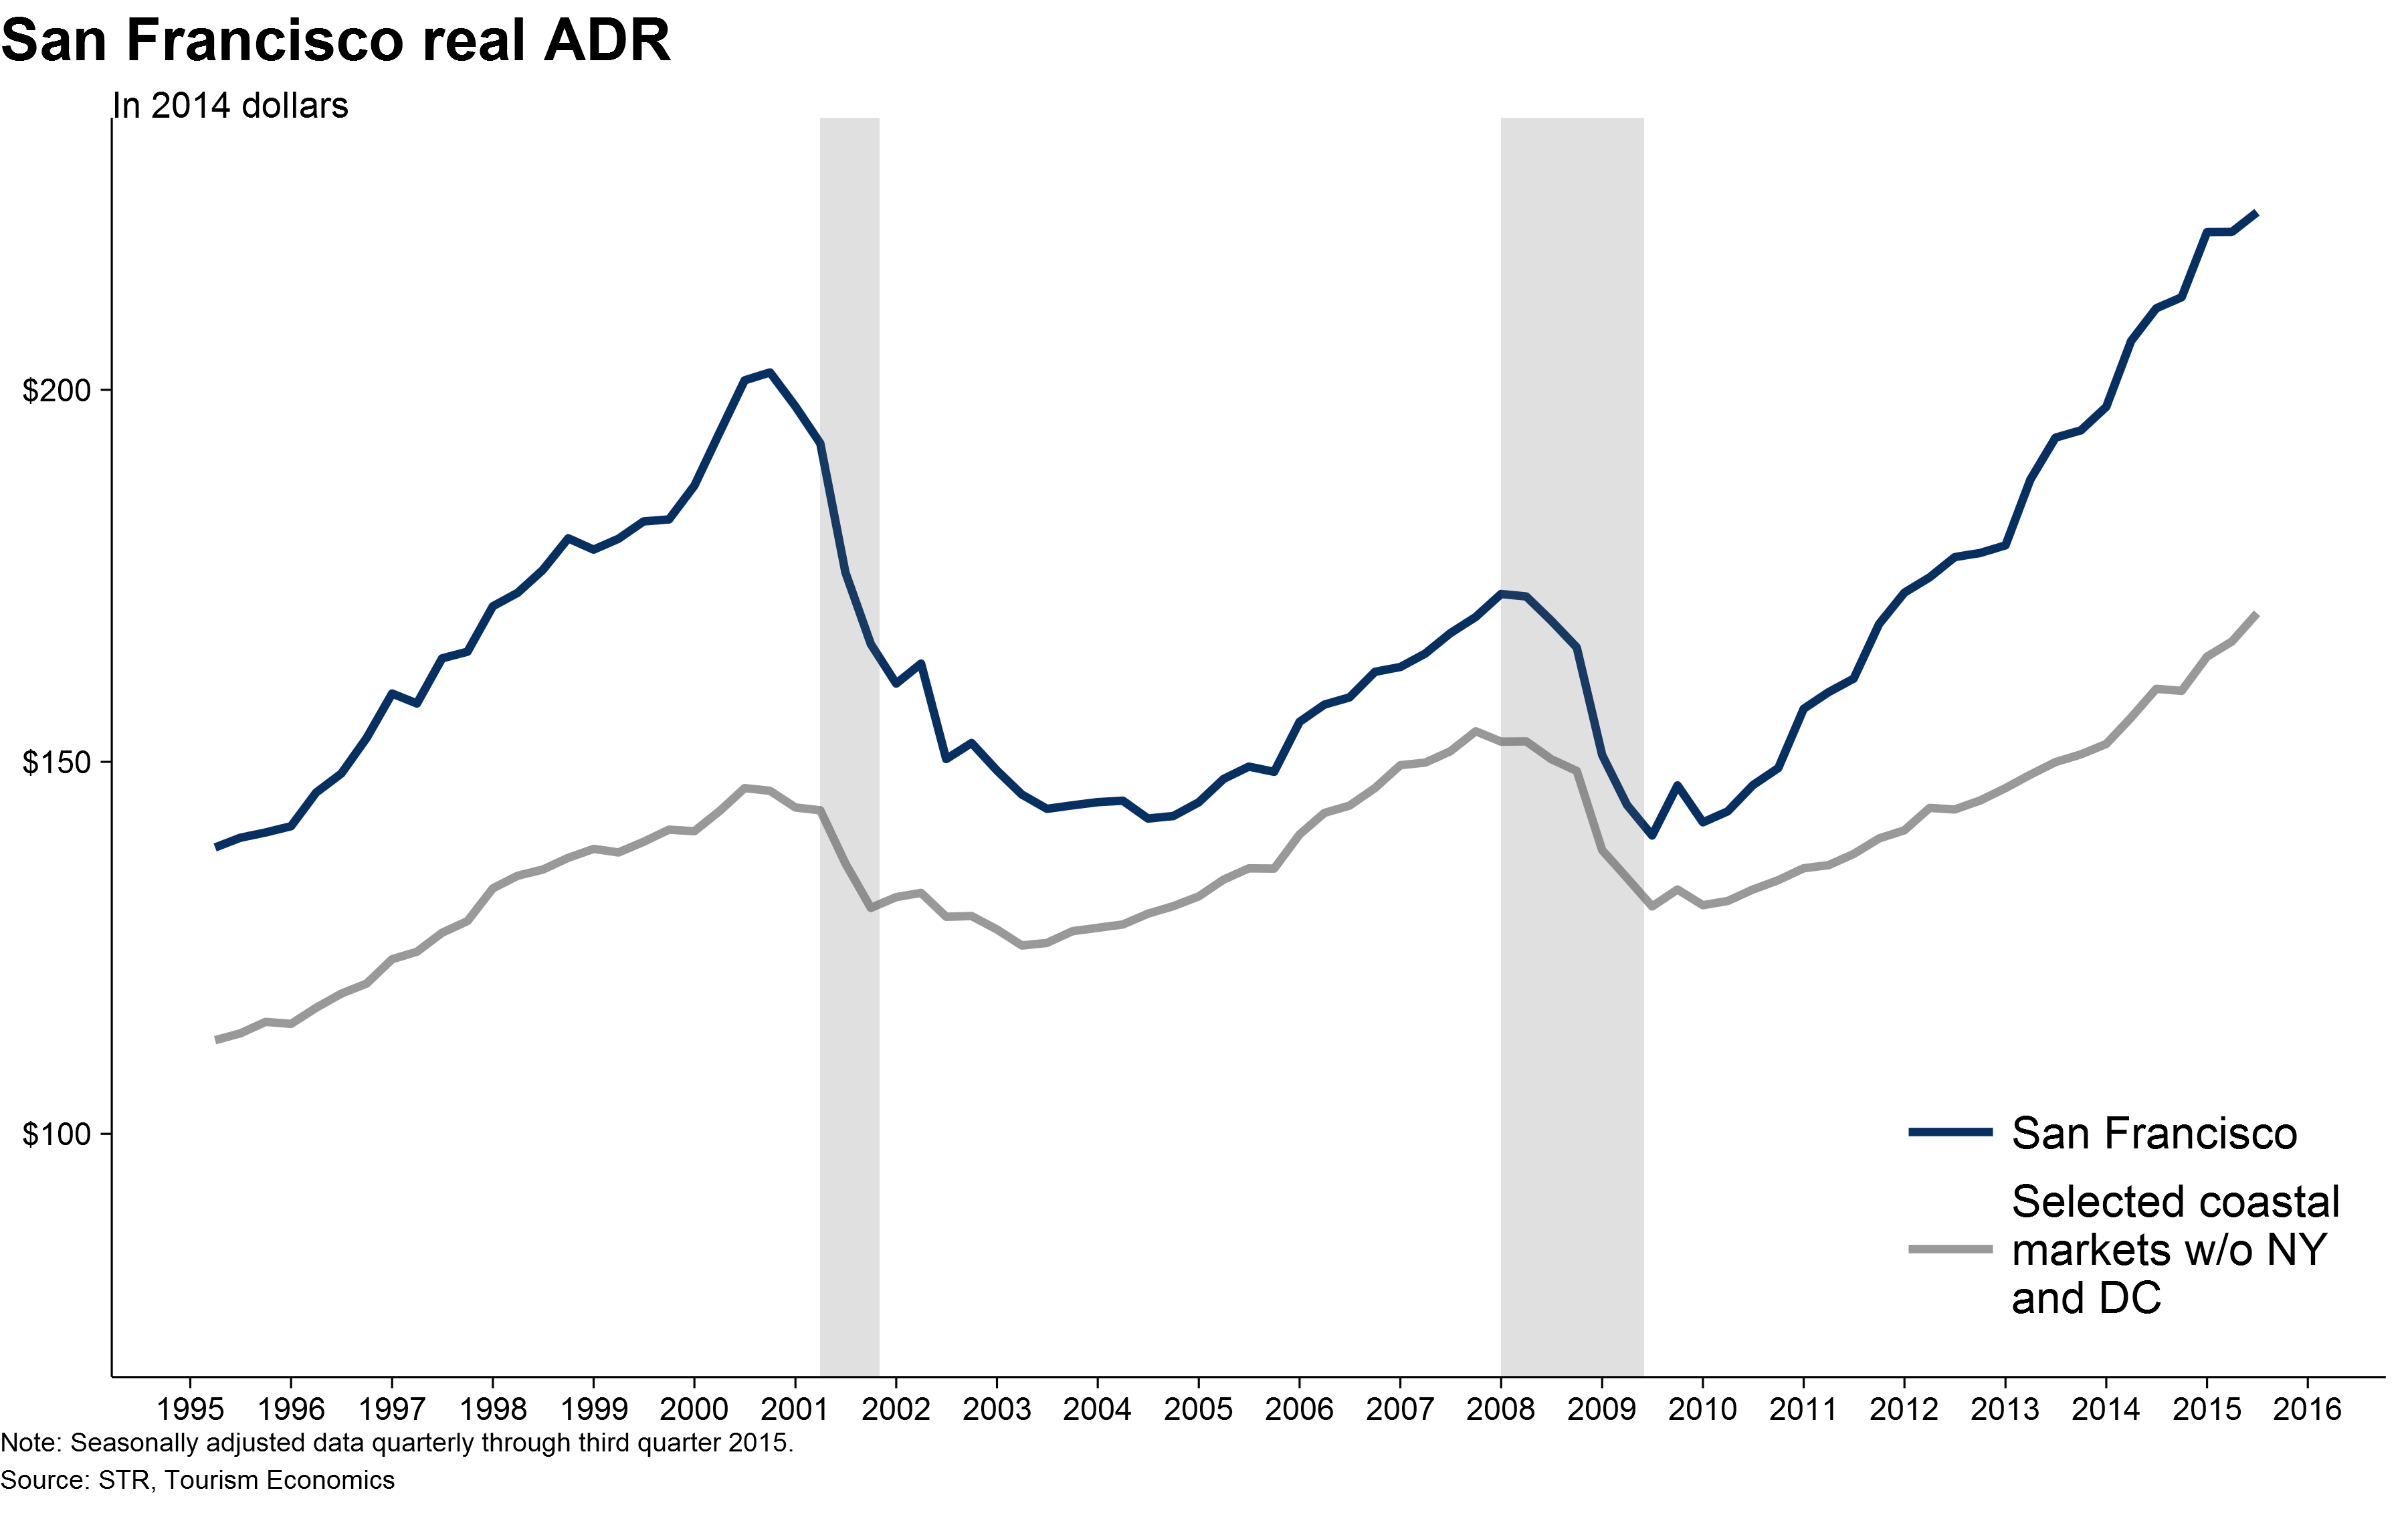 San Francisco real ADR
In 2014 dollars
$200
$150
$100
San Francisco
Selected coastal
markets w/o NY
and DC
1995 1996 1997 1998 1999 2000 2001 2002 2003 2004 2005 2006 2007 2008 2009 2010 2011 2012 2013 2014 2015 2016
Note: Seasonally adjusted data quarterly through third quarter 2015.
Source: STR, Tourism Economics